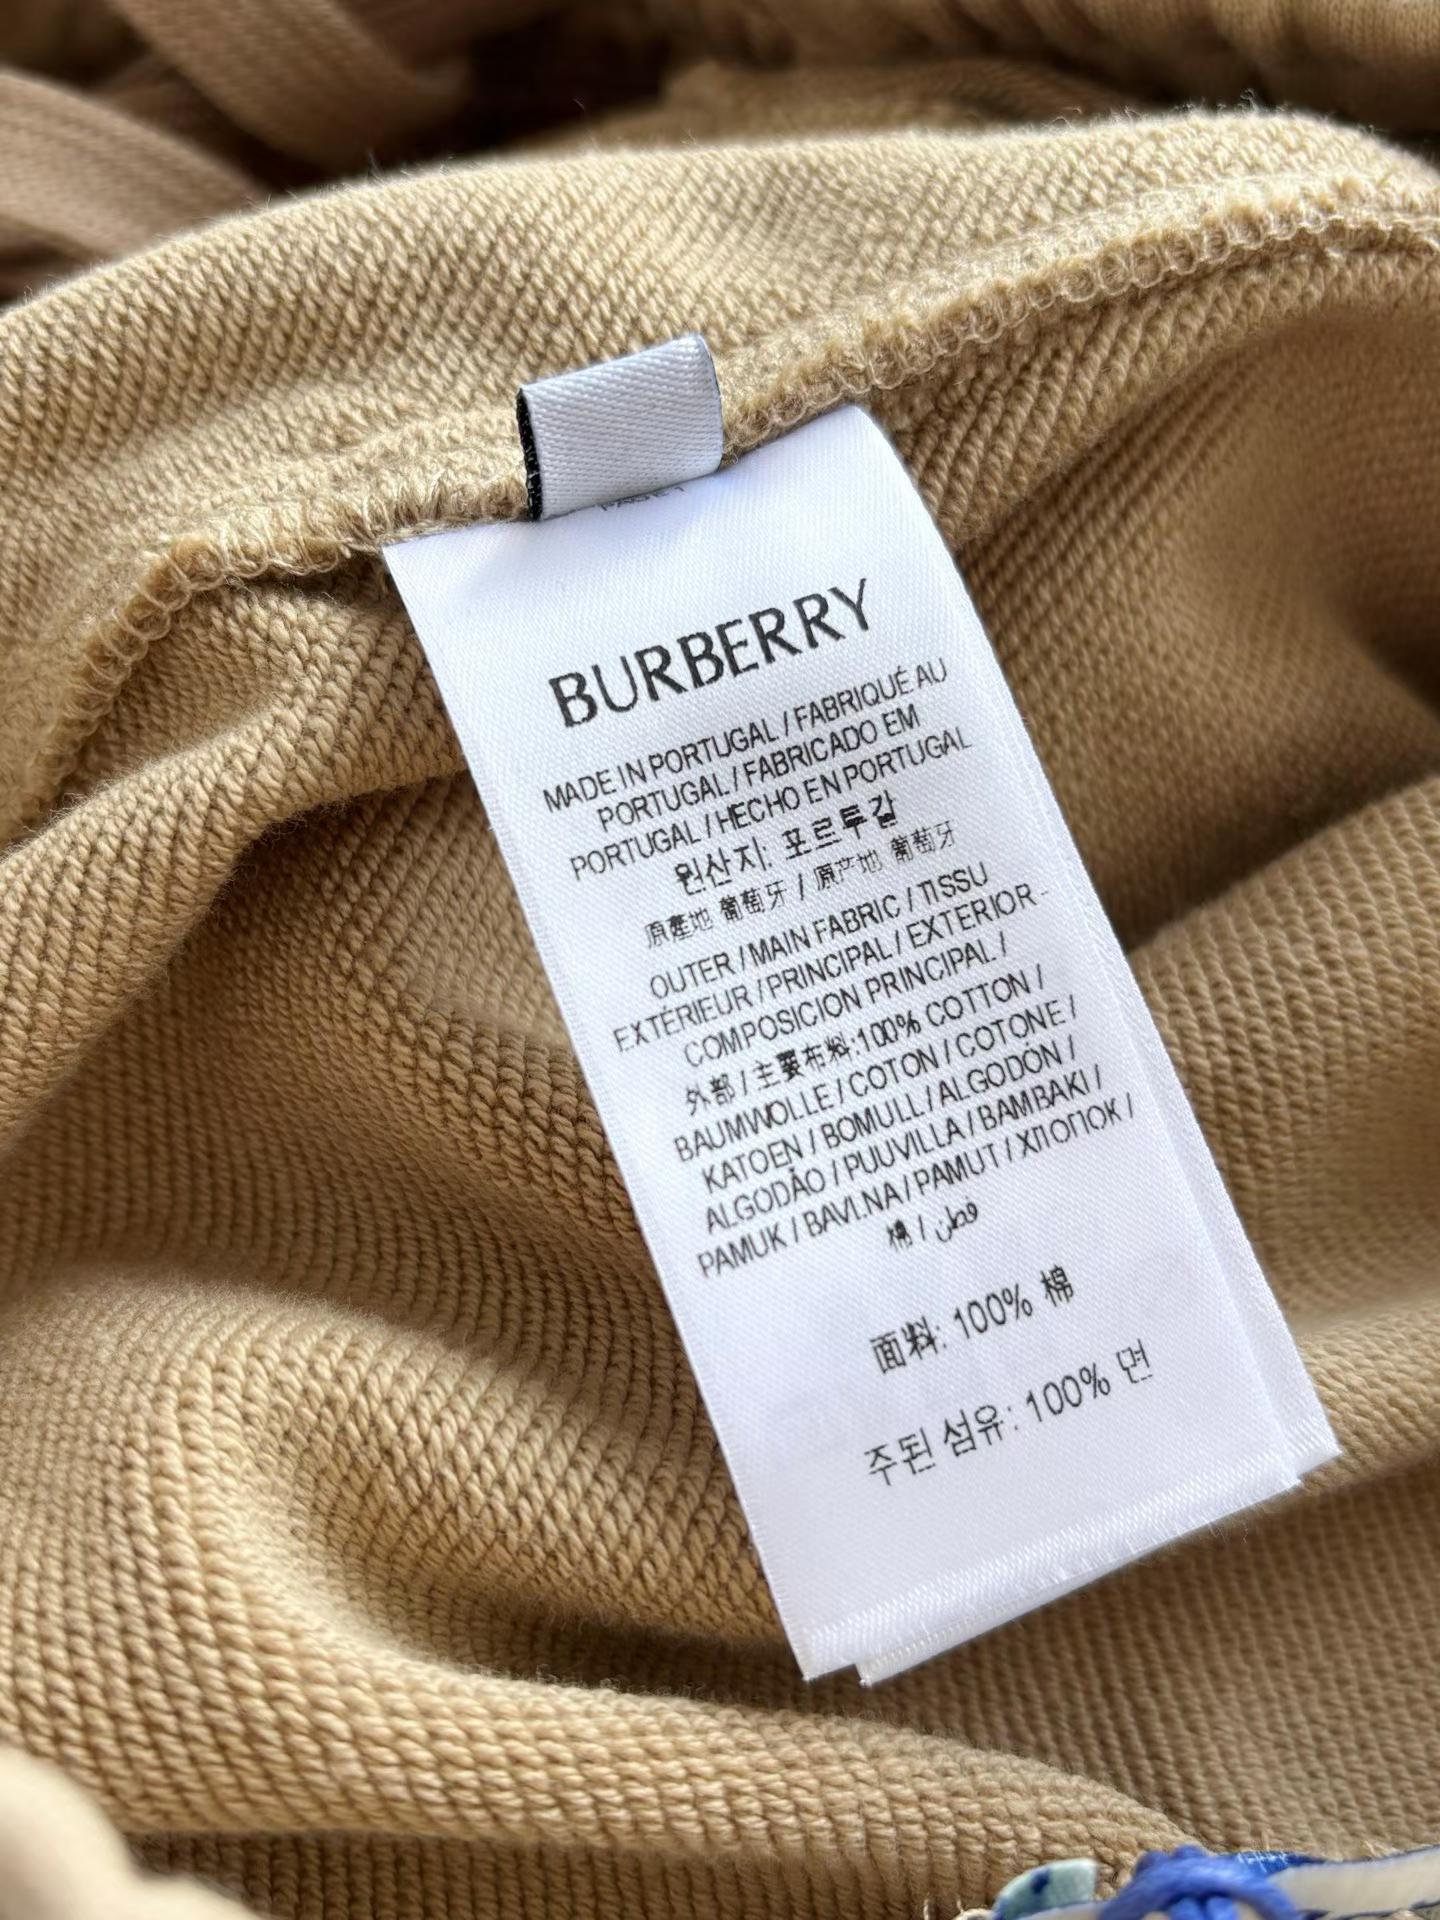 PAGE 1
BURBERRY
MADE IN PORTUGAL / FABRIQUÉ AU
PORTUGAL / FABRICADO EM
PORTUGAL / HECHO EN PORTUGAL
원산지: 포르투갈
原產地 葡萄牙 / 原产地 葡萄牙
OUTER / MAIN FABRIC / TISSU
EXTÉRIEUR / PRINCIPAL / EXTERIOR -
COMPOSICION PRINCIPAL /
外部 / 主要布料:100% COTTON /
BAUMWOLLE / COTON / COTONE /
KATOEN / BOMULL / ALGODÓN /
ALGODÃO / PUUVILLA / BAMBAKI /
PAMUK / BAVLNA / PAMUT / ХЛОПОК /
棉 / قطن
面料: 100% 棉
주된 섬유: 100% 면